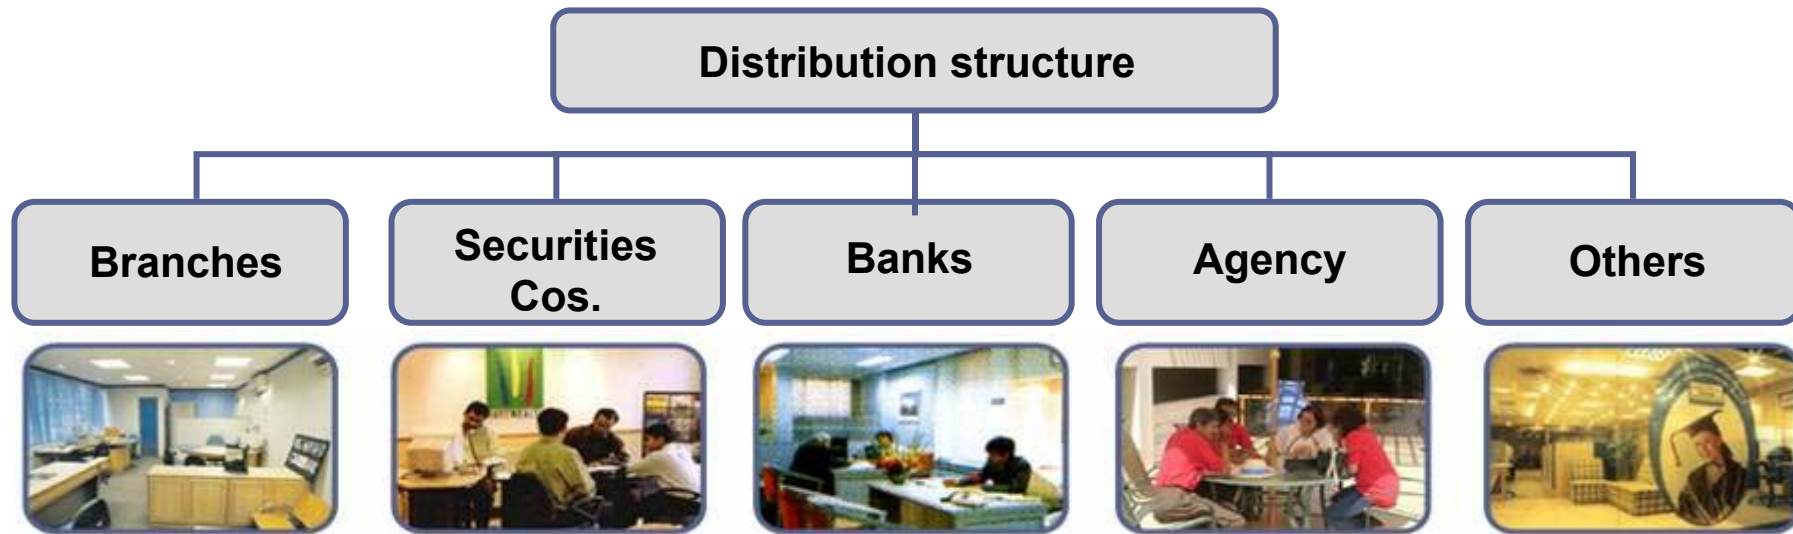 Distribution structure
Branches
Securities
Cos.
Banks
Agency
Others